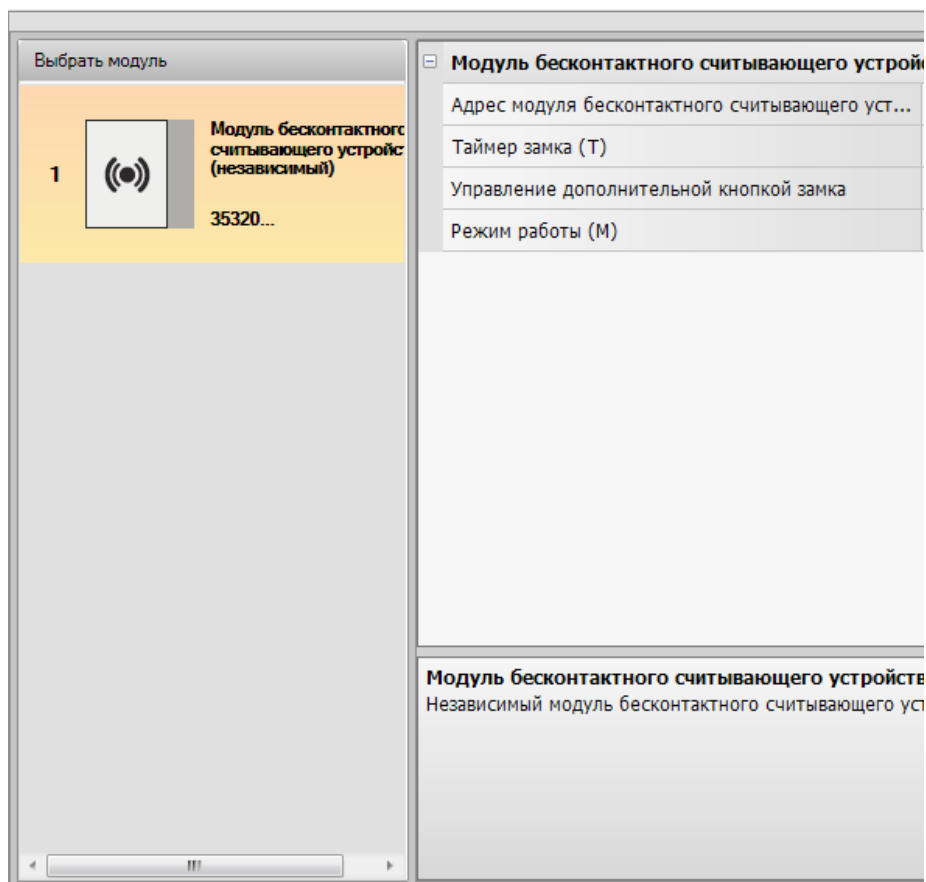 Выбрать модуль
1
Модуль бесконтактного
считывающего устройс
(независимый)
35320...
Модуль бесконтактного считывающего устрой
Адрес модуля бесконтактного считывающего уст...
Таймер замка (T)
Управление дополнительной кнопкой замка
Режим работы (M)
Модуль бесконтактного считывающего устройств
Независимый модуль бесконтактного считывающего уст